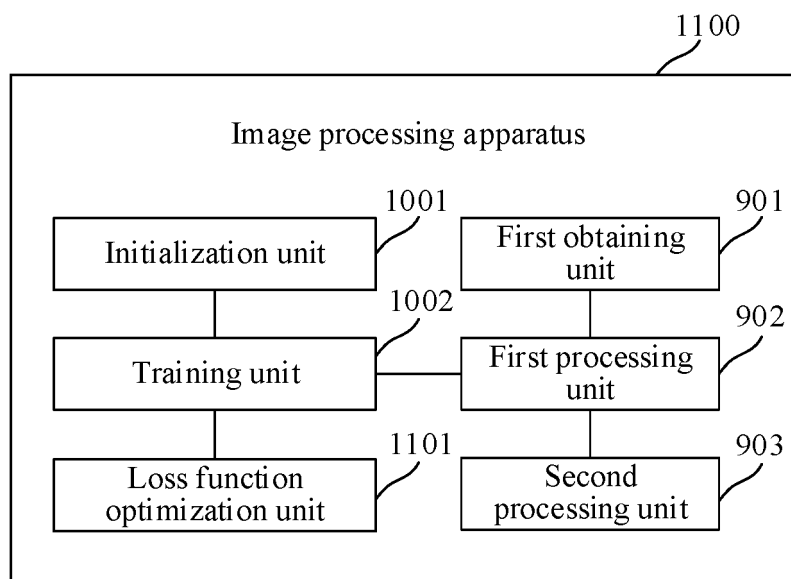 1100
Image processing apparatus
1001
Initialization unit
901
First obtaining
unit
1002
Training unit
902
First processing
unit
1101
Loss function
optimization unit
903
Second
processing unit